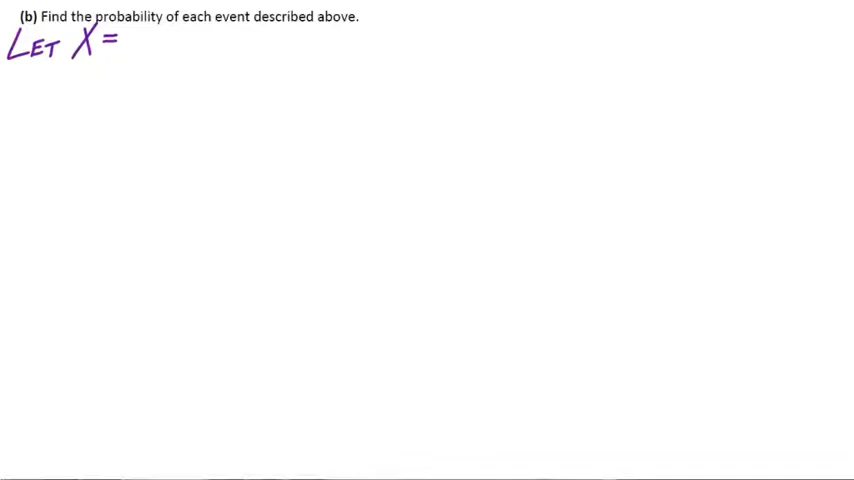 (b) Find the probability of each event described above.
LET X =